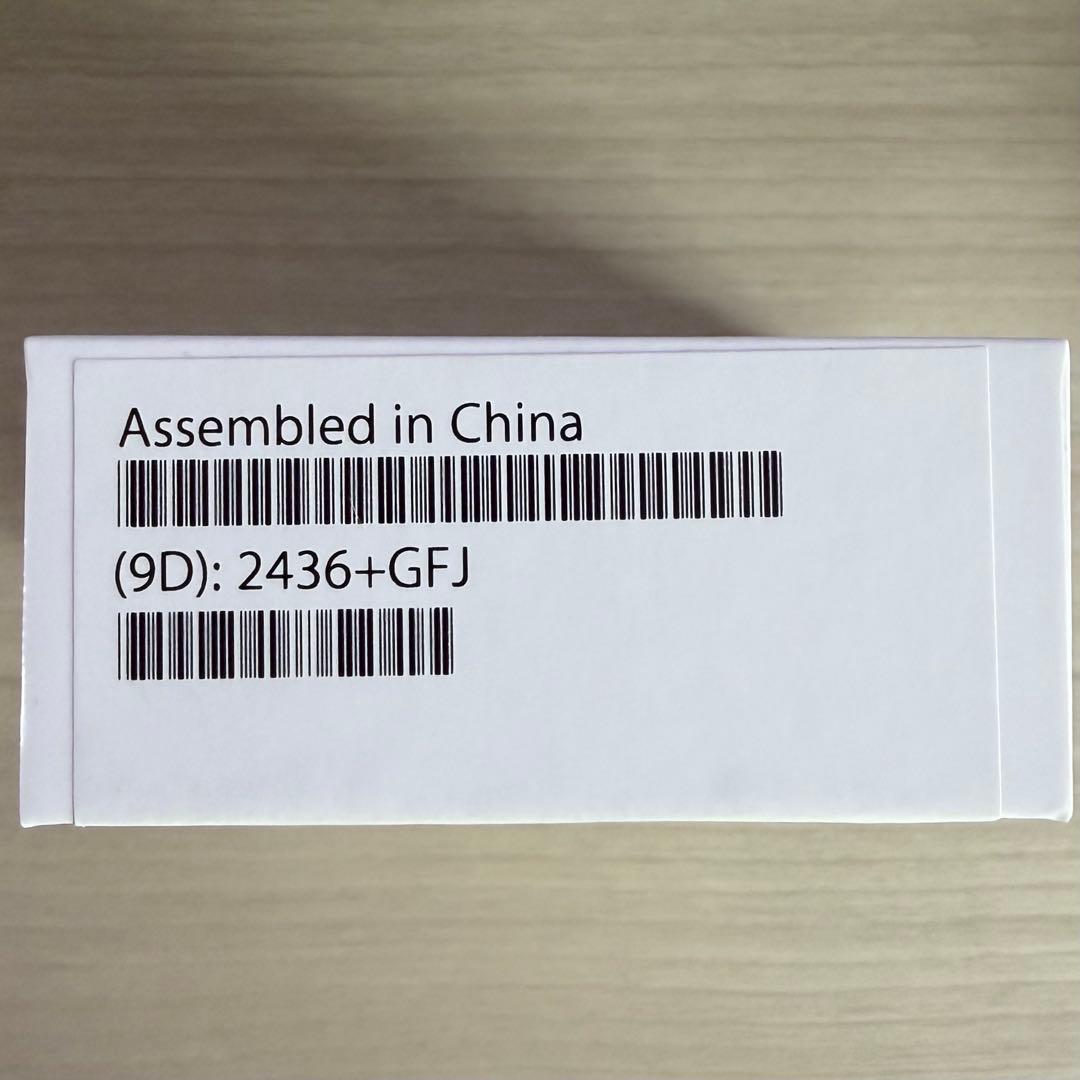 Assembled in China
(9D): 2436+GFJ